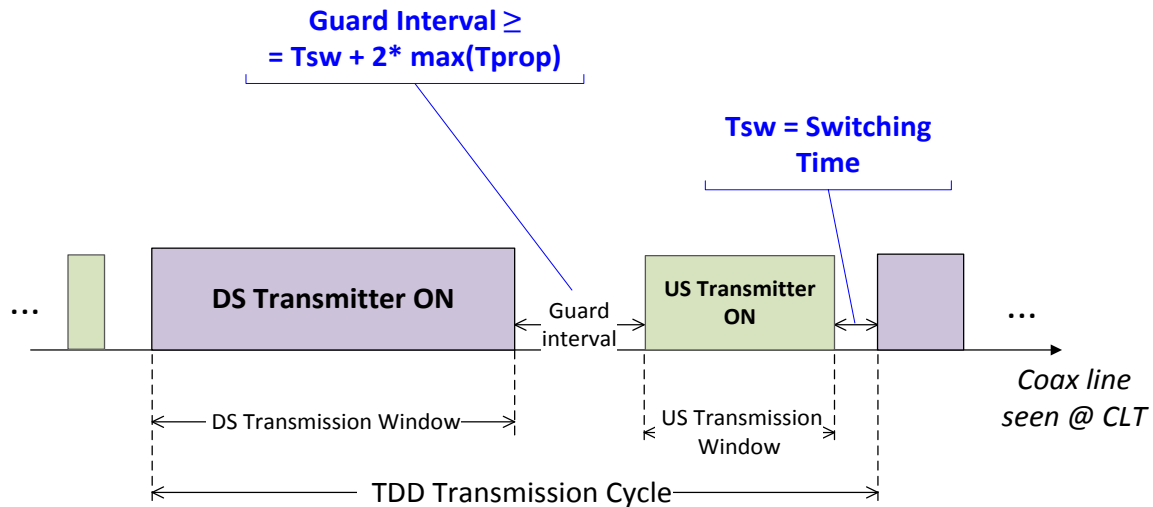 Guard Interval ≥
= Tsw + 2* max(Tprop)
Tsw = Switching
Time
...
DS Transmitter ON
Guard
interval
US Transmitter
ON
...
Coax line
seen @ CLT
DS Transmission Window
US Transmission
Window
TDD Transmission Cycle